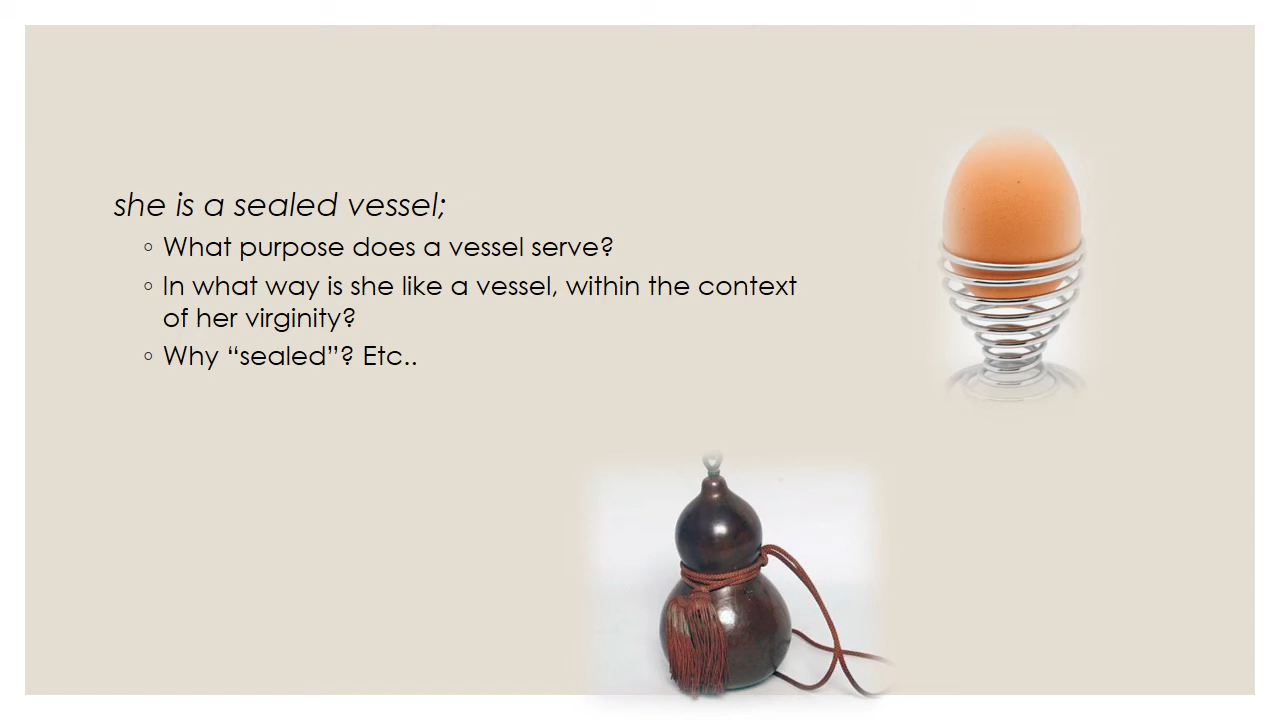 she is a sealed vessel;
◦ What purpose does a vessel serve?
◦ In what way is she like a vessel, within the context
of her virginity?
◦ Why “sealed”? Etc..